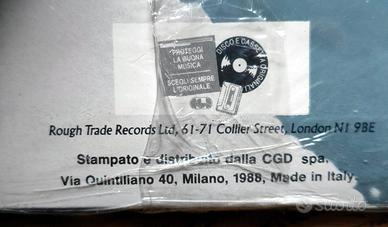 PROTEGGI
LA BUONA
MUSICA
SCEGLI SEMPRE
L'ORIGINALE
DISCO E CASSETTA ORIGINALI
Rough Trade Records Ltd, 61-71 Collier Street, London N1 9BE
Stampato e distribuito dalla CGD spa.
Via Quintiliano 40, Milano, 1988, Made in Italy.
subito